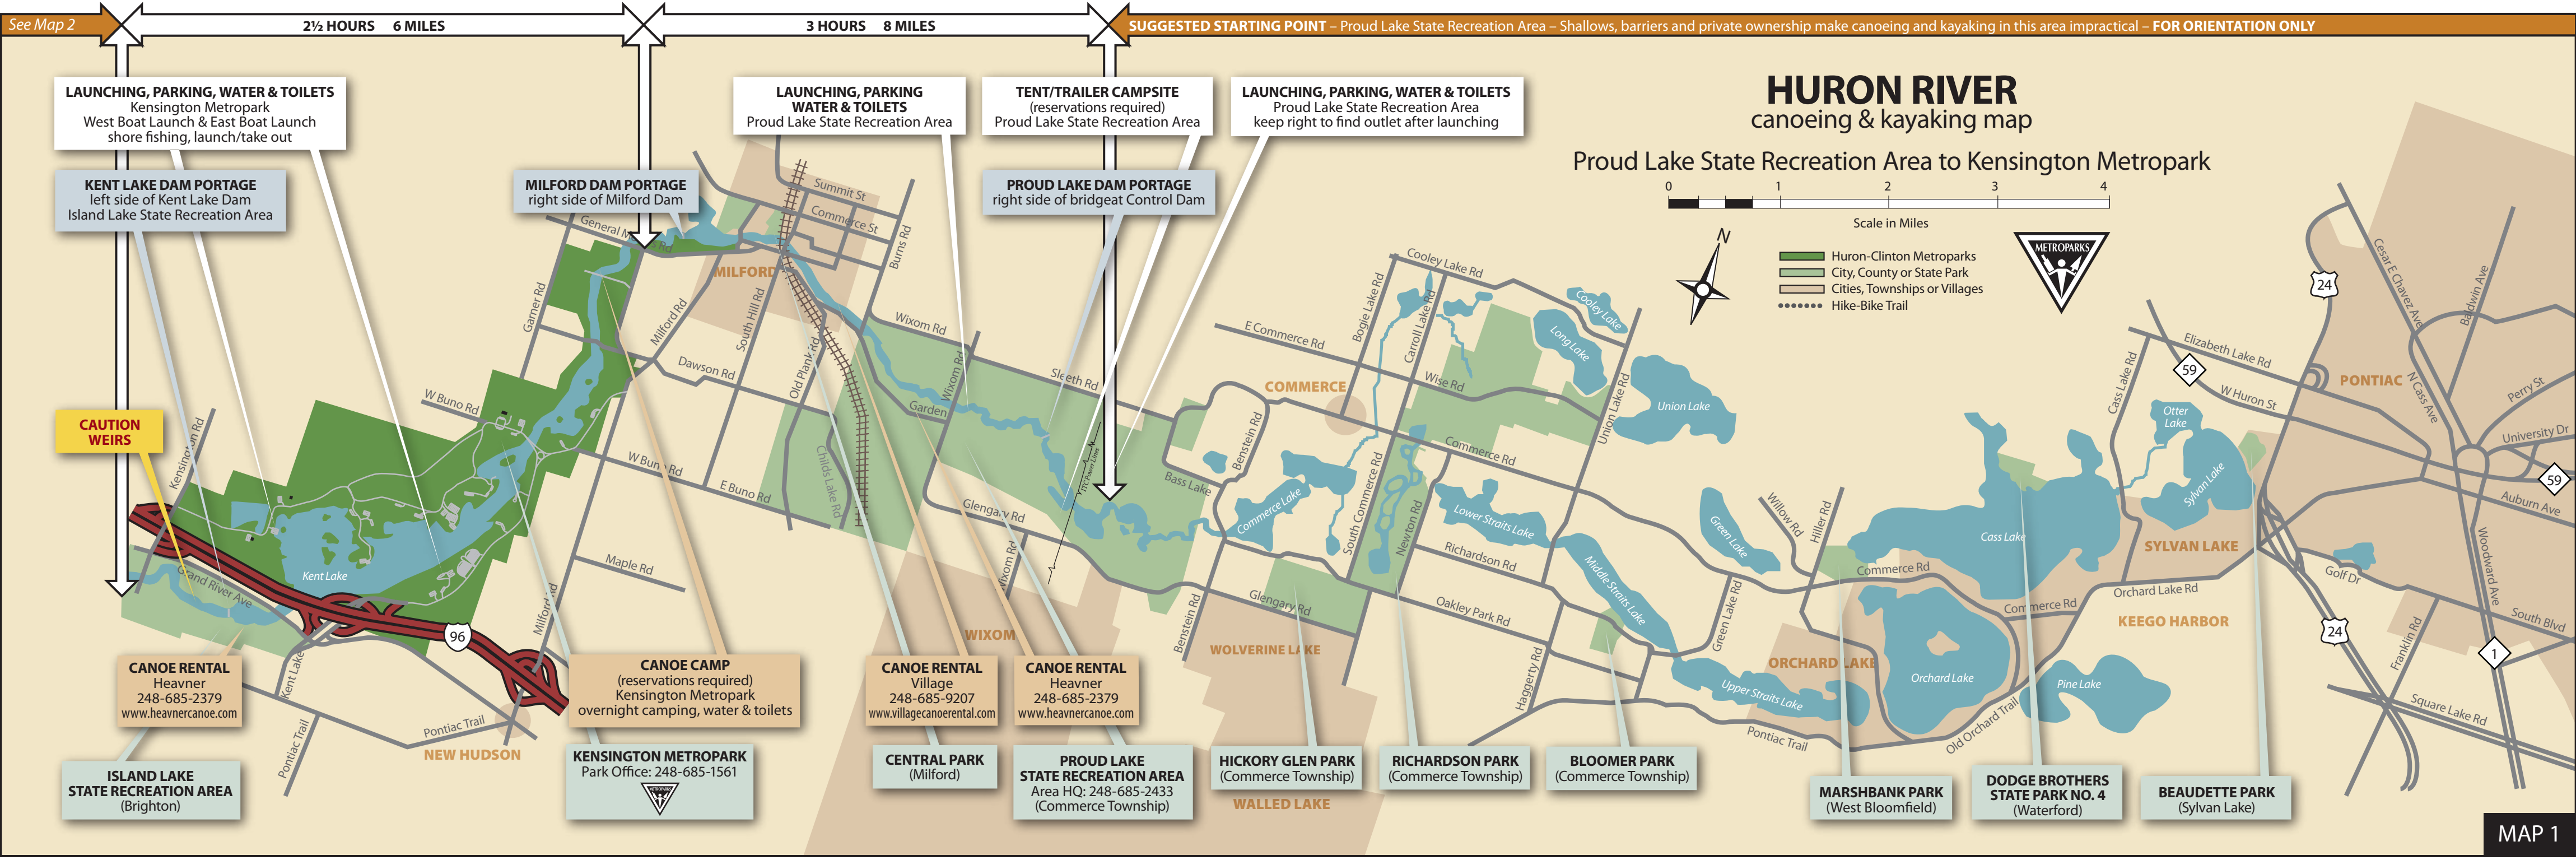 See Map 2
2½ HOURS 6 MILES
3 HOURS 8 MILES
SUGGESTED STARTING POINT – Proud Lake State Recreation Area – Shallows, barriers and private ownership make canoeing and kayaking in this area impractical – FOR ORIENTATION ONLY
HURON RIVER
canoeing & kayaking map
Proud Lake State Recreation Area to Kensington Metropark
0 1 2 3 4
Scale in Miles
N
METROPARKS
Huron-Clinton Metroparks
City, County or State Park
Cities, Townships or Villages
Hike-Bike Trail
LAUNCHING, PARKING, WATER & TOILETS
Kensington Metropark
West Boat Launch & East Boat Launch
shore fishing, launch/take out
KENT LAKE DAM PORTAGE
left side of Kent Lake Dam
Island Lake State Recreation Area
CAUTION
WEIRS
MILFORD DAM PORTAGE
right side of Milford Dam
LAUNCHING, PARKING
WATER & TOILETS
Proud Lake State Recreation Area
TENT/TRAILER CAMPSITE
(reservations required)
Proud Lake State Recreation Area
PROUD LAKE DAM PORTAGE
right side of bridgeat Control Dam
LAUNCHING, PARKING, WATER & TOILETS
Proud Lake State Recreation Area
keep right to find outlet after launching
Summit St
Commerce St
Burns Rd
General M
s Rd
MILFORD
Garner Rd
Milford Rd
South Hill Rd
Dawson Rd
Old Plank Rd
Wixom Rd
Wixom Rd
Sleeth Rd
Garden
Childs Lake Rd
W Buno Rd
W Buno Rd
E Buno Rd
Kensington Rd
Kent Lake
Grand River Ave
96
Maple Rd
Milford Rd
Kent Lake
Pontiac Trail
Pontiac Trail
NEW HUDSON
Glengary Rd
Wixom Rd
WIXOM
ITC Power Lines
Bass Lake
Benstein Rd
Benstein Rd
E Commerce Rd
COMMERCE
Bogie Lake Rd
Carroll Lake Rd
Cooley Lake Rd
Cooley Lake
Long Lake
Wise Rd
Union Lake Rd
Union Lake
Commerce Rd
Commerce Lake
South Commerce Rd
Newton Rd
Glengary Rd
WOLVERINE LAKE
WALLED LAKE
Lower Straits Lake
Richardson Rd
Oakley Park Rd
Haggerty Rd
Middle Straits Lake
Green Lake
Green Lake Rd
Willow Rd
Hiller Rd
Upper Straits Lake
Pontiac Trail
ORCHARD LAKE
Orchard Lake
Old Orchard Trail
Pine Lake
Commerce Rd
Commerce Rd
Cass Lake
Cass Lake Rd
Otter
Lake
Sylvan Lake
SYLVAN LAKE
Orchard Lake Rd
KEEGO HARBOR
Elizabeth Lake Rd
59
W Huron St
24
PONTIAC
Cesar E Chavez Ave
Baldwin Ave
N Cass Ave
Perry St
University Dr
59
Auburn Ave
Woodward Ave
Golf Dr
South Blvd
24
Franklin Rd
1
Square Lake Rd
CANOE RENTAL
Heavner
248-685-2379
www.heavnercanoe.com
ISLAND LAKE
STATE RECREATION AREA
(Brighton)
CANOE CAMP
(reservations required)
Kensington Metropark
overnight camping, water & toilets
KENSINGTON METROPARK
Park Office: 248-685-1561
METROPARKS
CANOE RENTAL
Village
248-685-9207
www.villagecanoerental.com
CANOE RENTAL
Heavner
248-685-2379
www.heavnercanoe.com
CENTRAL PARK
(Milford)
PROUD LAKE
STATE RECREATION AREA
Area HQ: 248-685-2433
(Commerce Township)
HICKORY GLEN PARK
(Commerce Township)
RICHARDSON PARK
(Commerce Township)
BLOOMER PARK
(Commerce Township)
MARSHBANK PARK
(West Bloomfield)
DODGE BROTHERS
STATE PARK NO. 4
(Waterford)
BEAUDETTE PARK
(Sylvan Lake)
MAP 1